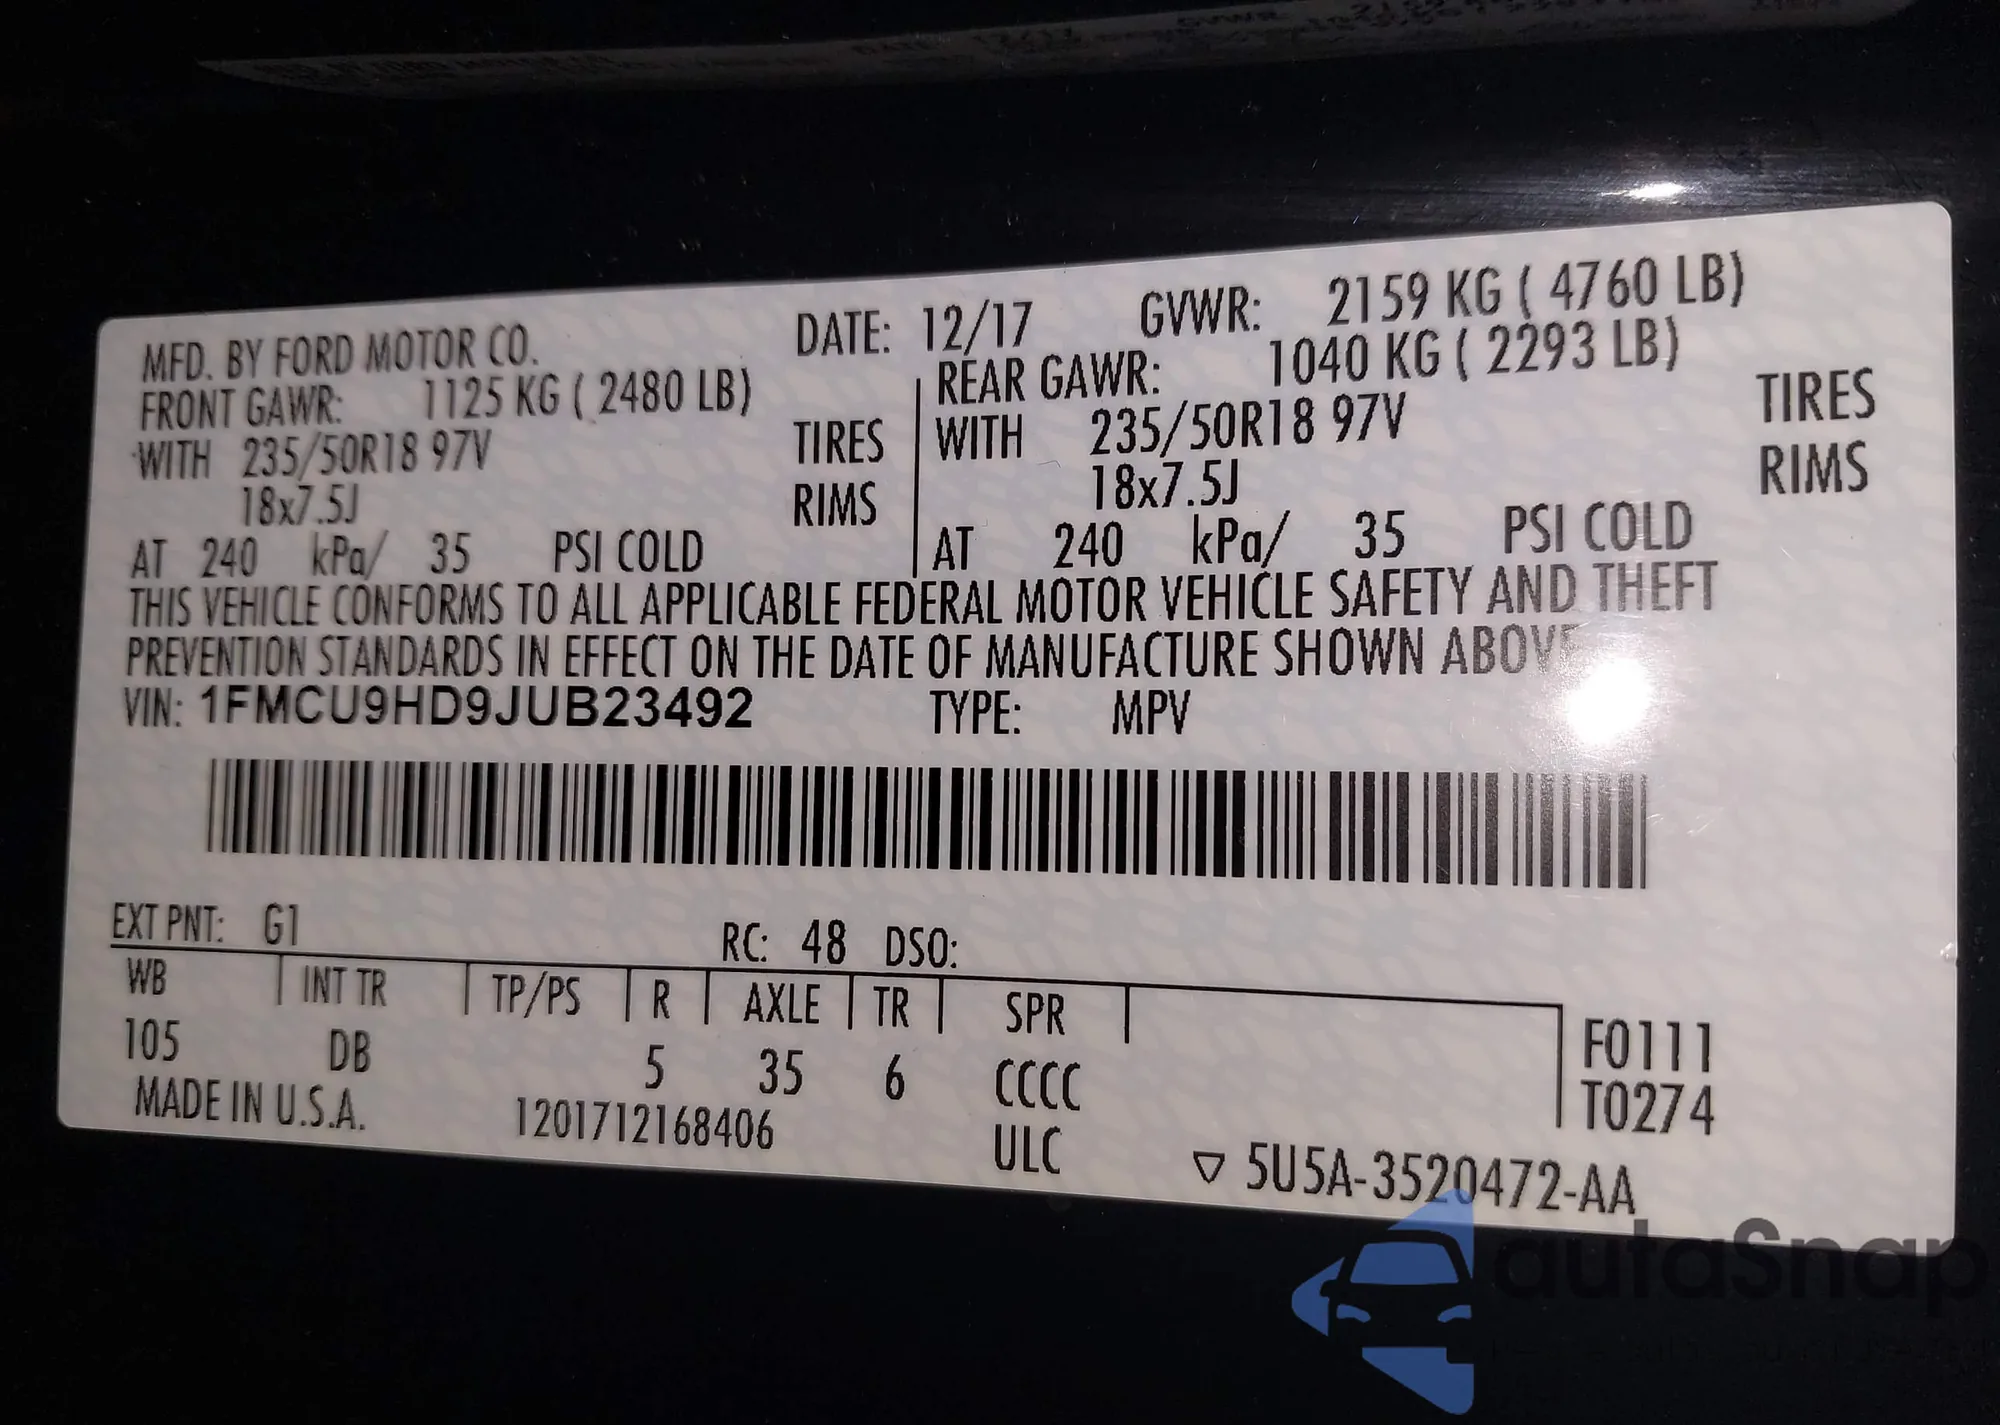 MFD. BY FORD MOTOR CO. DATE: 12/17 GVWR: 2159 KG ( 4760 LB)
FRONT GAWR: 1125 KG ( 2480 LB) REAR GAWR: 1040 KG ( 2293 LB)
WITH 235/50R18 97V TIRES WITH 235/50R18 97V TIRES
18x7.5J RIMS 18x7.5J RIMS
AT 240 kPa/ 35 PSI COLD AT 240 kPa/ 35 PSI COLD
THIS VEHICLE CONFORMS TO ALL APPLICABLE FEDERAL MOTOR VEHICLE SAFETY AND THEFT
PREVENTION STANDARDS IN EFFECT ON THE DATE OF MANUFACTURE SHOWN ABOVE
VIN: 1FMCU9HD9JUB23492 TYPE: MPV
EXT PNT: G1 RC: 48 DSO:
WB INT TR TP/PS R AXLE TR SPR
105 DB 5 35 6 CCCC
F0111
T0274
MADE IN U.S.A. 1201712168406 ULC
▽ 5U5A-3520472-AA
autoSnap